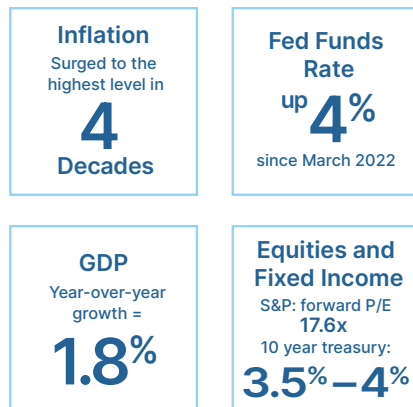 Inflation
Surged to the
highest level in
4
Decades
Fed Funds
Rate
up 4%
since March 2022
GDP
Year-over-year
growth =
1.8%
Equities and
Fixed Income
S&P: forward P/E
17.6x
10 year treasury:
3.5%–4%